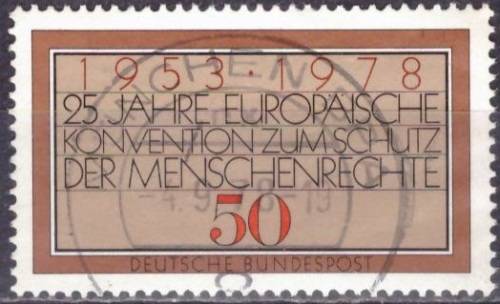 1953·1978
25 JAHRE EUROPÄISCHE
KONVENTION ZUM SCHUTZ
DER MENSCHENRECHTE
50
DEUTSCHE BUNDESPOST